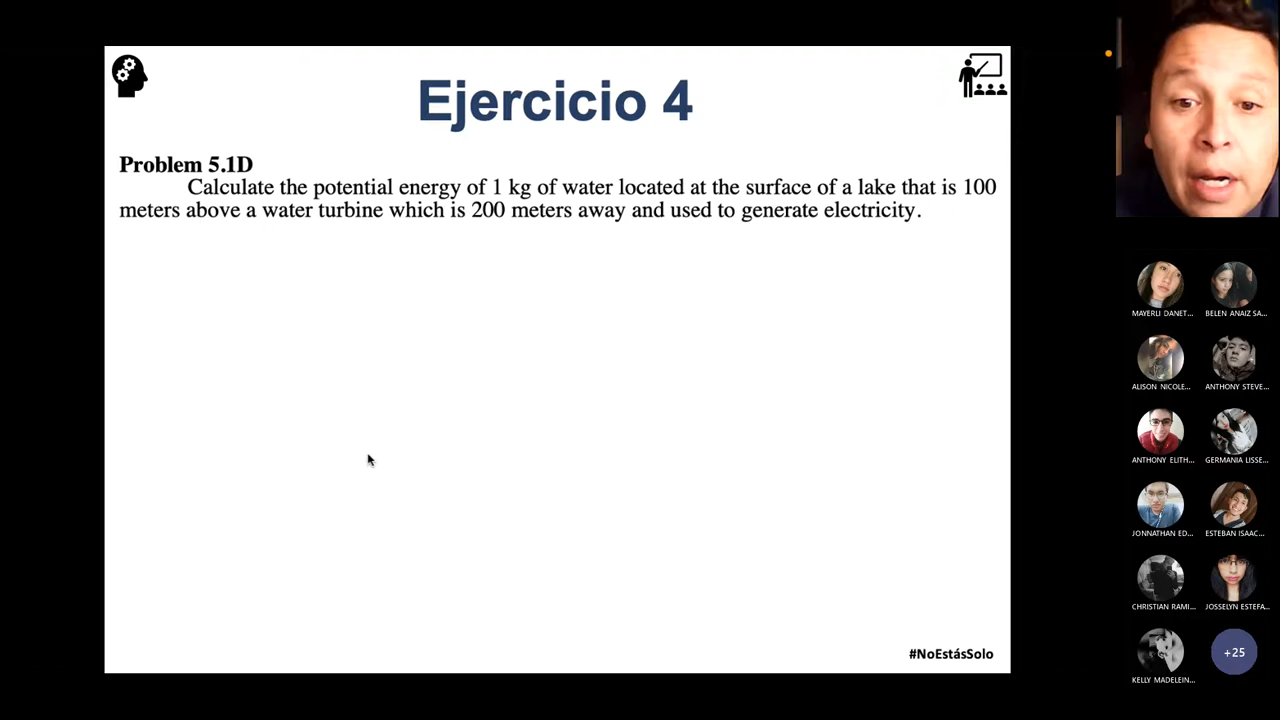 Ejercicio 4
Problem 5.1D
Calculate the potential energy of 1 kg of water located at the surface of a lake that is 100
meters above a water turbine which is 200 meters away and used to generate electricity.
#NoEstásSolo
MAYERLI DANET...
BELEN ANAIZ SA...
ALISON NICOLE...
ANTHONY STEVE...
ANTHONY ELITH...
GERMANIA LISSE...
JONNATHAN ED...
ESTEBAN ISAAC...
CHRISTIAN RAMI...
JOSSELYN ESTEFA...
KELLY MADELEIN...
+25